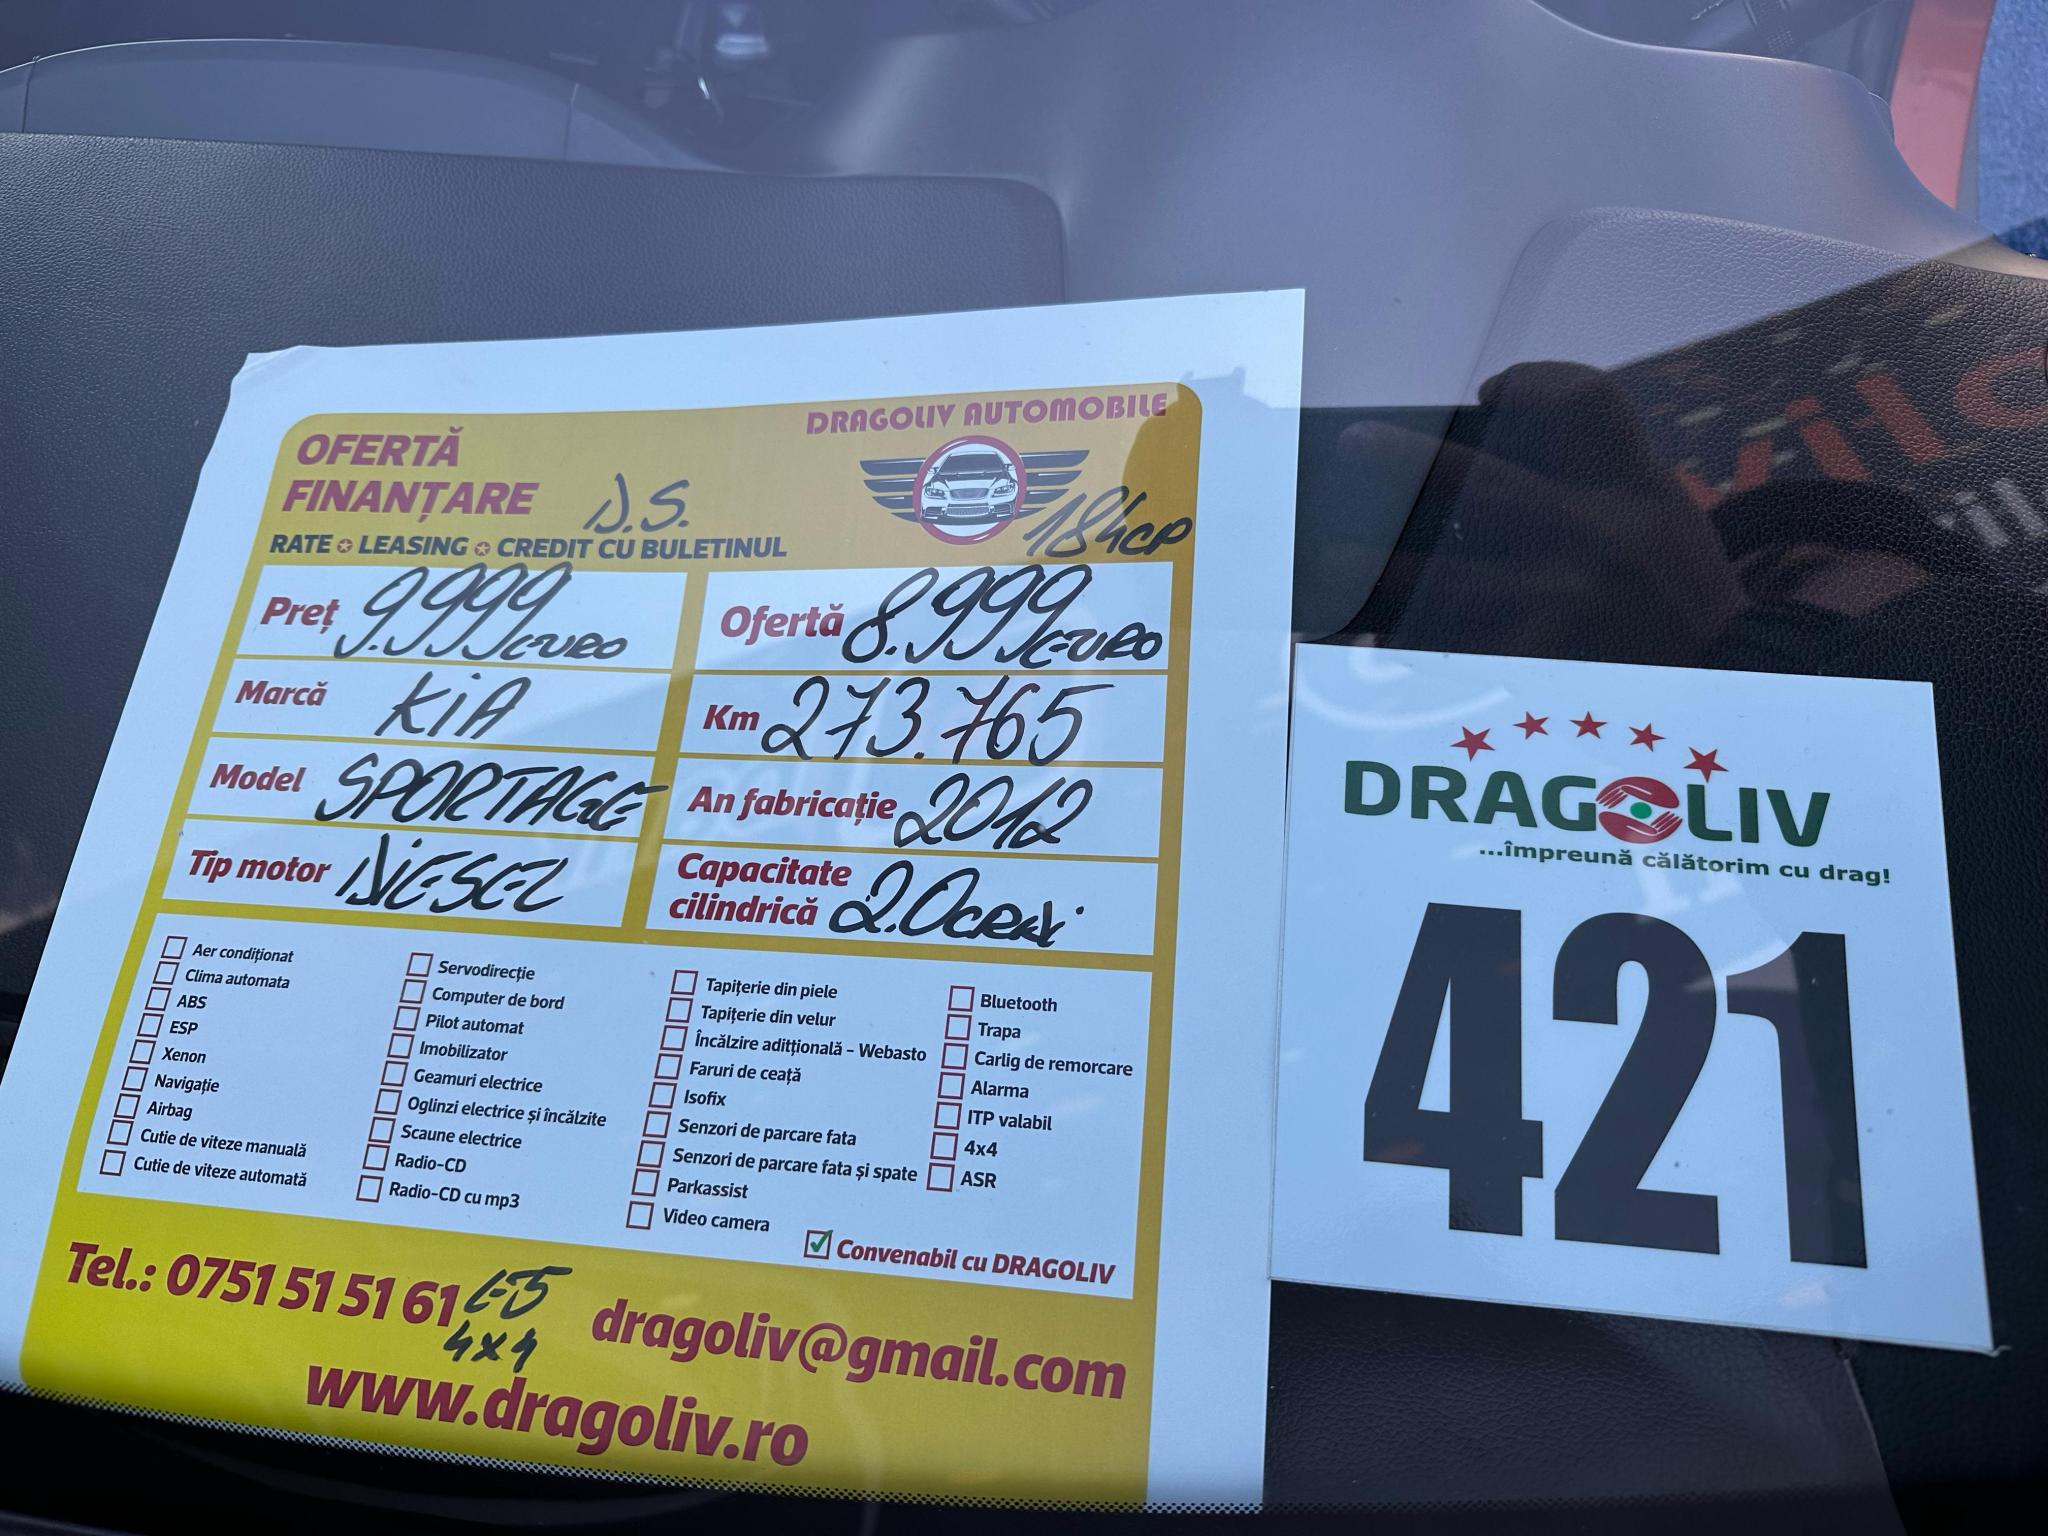 DRAGOLIV AUTOMOBILE
OFERTĂ
FINANȚARE
D.S.
184CP
RATE LEASING CREDIT CU BULETINUL
Preț 9.999 EURO
Ofertă 8.999 EURO
Marcă KiA
Km 273.765
Model SPORTAGE
An fabricație 2012
Tip motor DiESEL
Capacitate cilindrică 2.0CRDi
Aer condiționat
Clima automata
ABS
ESP
Xenon
Navigație
Airbag
Cutie de viteze manuală
Cutie de viteze automată
Servodirecție
Computer de bord
Pilot automat
Imobilizator
Geamuri electrice
Oglinzi electrice și încălzite
Scaune electrice
Radio-CD
Radio-CD cu mp3
Tapițerie din piele
Tapițerie din velur
Încălzire adițțională - Webasto
Faruri de ceață
Isofix
Senzori de parcare fata
Senzori de parcare fata și spate
Parkassist
Video camera
Bluetooth
Trapa
Carlig de remorcare
Alarma
ITP valabil
4x4
ASR
Convenabil cu DRAGOLIV
Tel.: 0751 51 51 61
E5
4x4
dragoliv@gmail.com
www.dragoliv.ro
DRAGOLIV
...împreună călătorim cu drag!
421